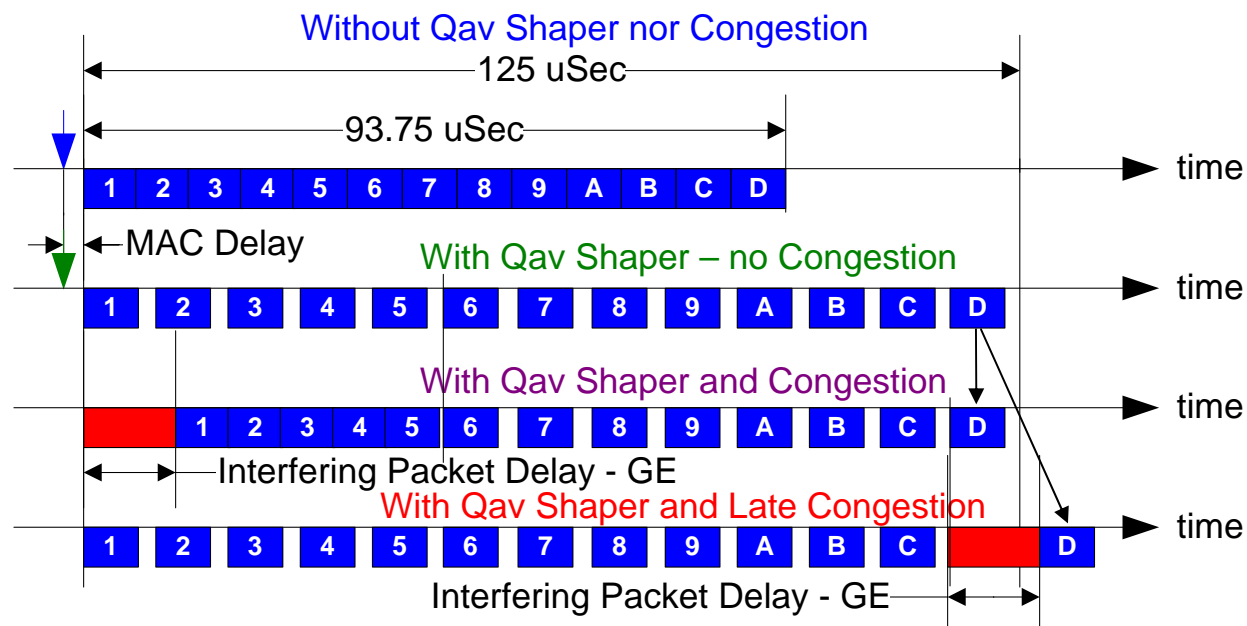 Without Qav Shaper nor Congestion
125 uSec
93.75 uSec
time
1 2 3 4 5 6 7 8 9 A B C D
MAC Delay
With Qav Shaper – no Congestion
time
1 2 3 4 5 6 7 8 9 A B C D
With Qav Shaper and Congestion
time
1 2 3 4 5 6 7 8 9 A B C D
Interfering Packet Delay - GE
With Qav Shaper and Late Congestion
time
1 2 3 4 5 6 7 8 9 A B C D
Interfering Packet Delay - GE